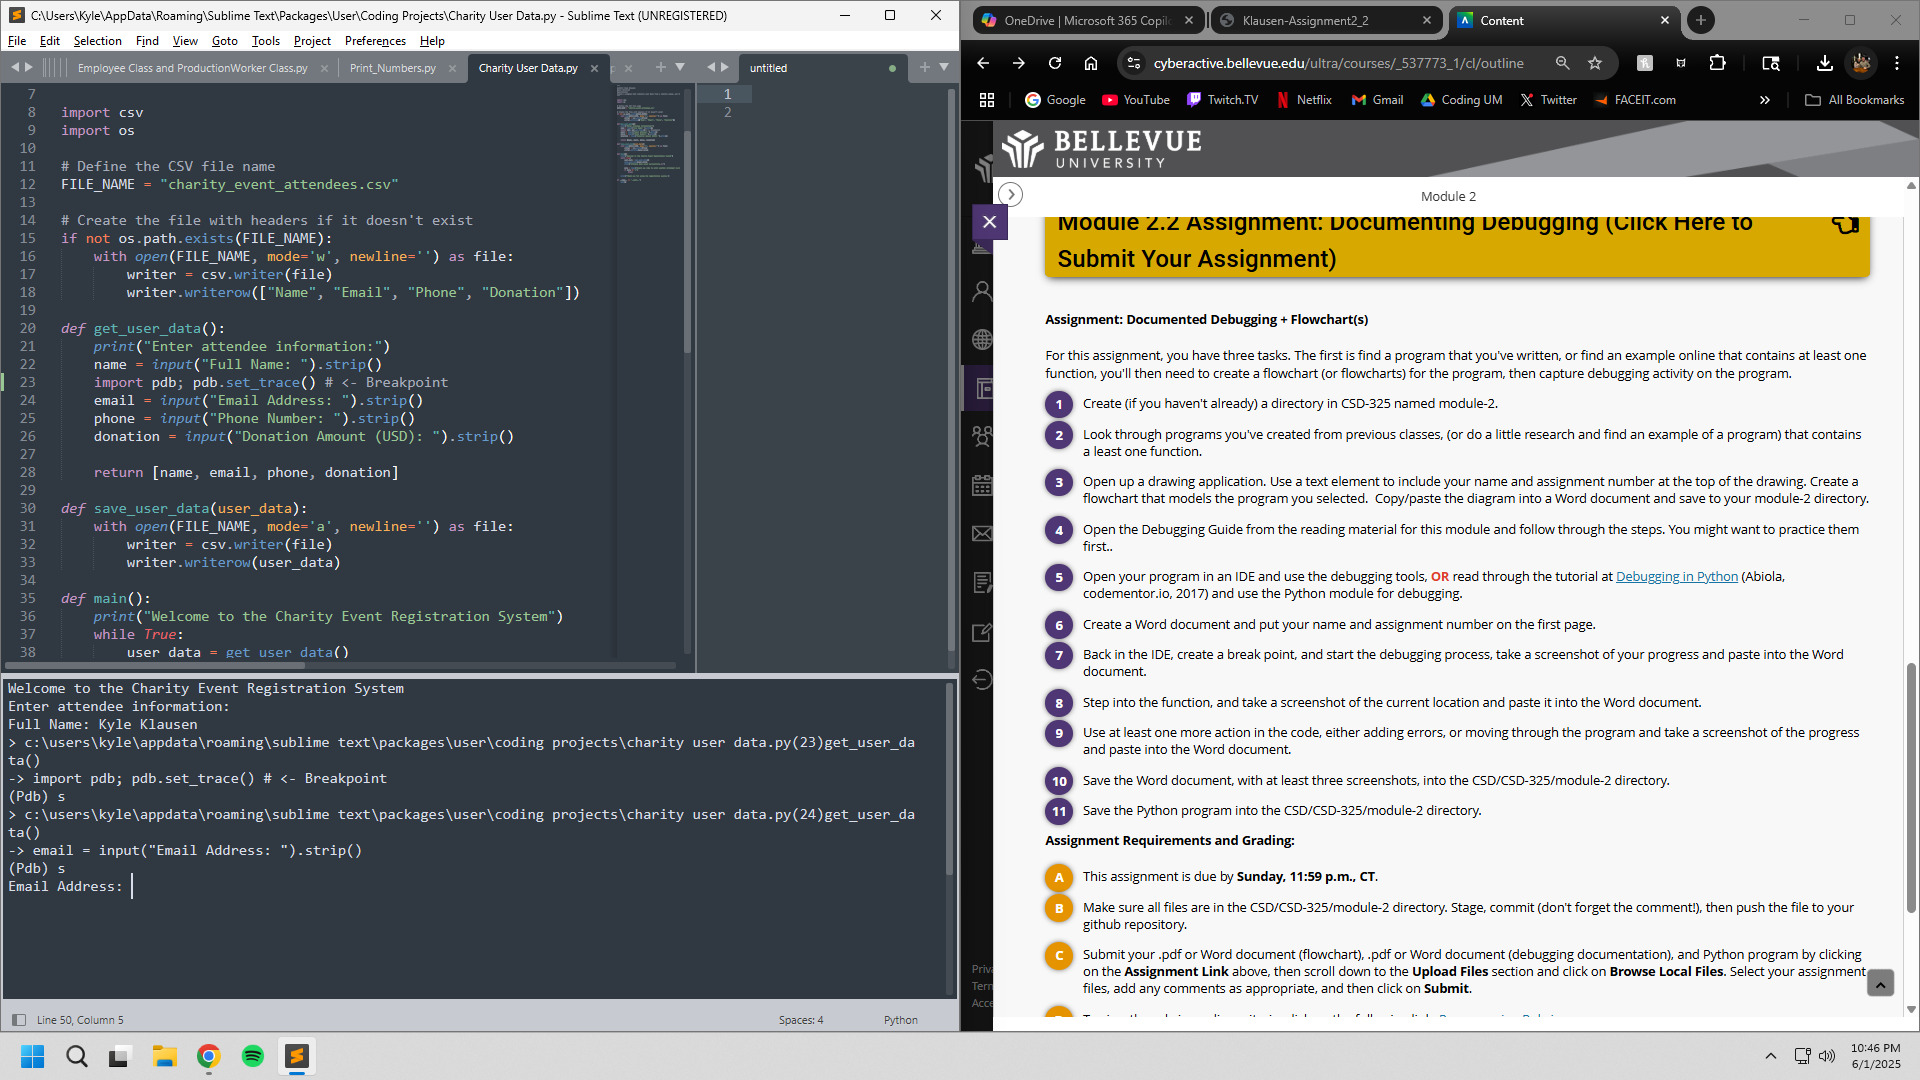 C:\Users\Kyle\AppData\Roaming\Sublime Text\Packages\User\Coding Projects\Charity User Data.py - Sublime Text (UNREGISTERED)
File Edit Selection Find View Goto Tools Project Preferences Help
Employee Class and ProductionWorker Class.py
Print_Numbers.py
Charity User Data.py
untitled
7
8 import csv
9 import os
10
11 # Define the CSV file name
12 FILE_NAME = "charity_event_attendees.csv"
13
14 # Create the file with headers if it doesn't exist
15 if not os.path.exists(FILE_NAME):
16 with open(FILE_NAME, mode='w', newline='') as file:
17 writer = csv.writer(file)
18 writer.writerow(["Name", "Email", "Phone", "Donation"])
19
20 def get_user_data():
21 print("Enter attendee information:")
22 name = input("Full Name: ").strip()
23 import pdb; pdb.set_trace() # <- Breakpoint
24 email = input("Email Address: ").strip()
25 phone = input("Phone Number: ").strip()
26 donation = input("Donation Amount (USD): ").strip()
27
28 return [name, email, phone, donation]
29
30 def save_user_data(user_data):
31 with open(FILE_NAME, mode='a', newline='') as file:
32 writer = csv.writer(file)
33 writer.writerow(user_data)
34
35 def main():
36 print("Welcome to the Charity Event Registration System")
37 while True:
38 user_data = get_user_data()
1
2
Welcome to the Charity Event Registration System
Enter attendee information:
Full Name: Kyle Klausen
> c:\users\kyle\appdata\roaming\sublime text\packages\user\coding projects\charity user data.py(23)get_user_da
ta()
-> import pdb; pdb.set_trace() # <- Breakpoint
(Pdb) s
> c:\users\kyle\appdata\roaming\sublime text\packages\user\coding projects\charity user data.py(24)get_user_da
ta()
-> email = input("Email Address: ").strip()
(Pdb) s
Email Address:
Line 50, Column 5
Spaces: 4
Python
OneDrive | Microsoft 365 Copilo
Klausen-Assignment2_2
Content
cyberactive.bellevue.edu/ultra/courses/_537773_1/cl/outline
Google
YouTube
Twitch.TV
Netflix
Gmail
Coding UM
Twitter
FACEIT.com
All Bookmarks
BELLEVUE
UNIVERSITY
Module 2
Module 2.2 Assignment: Documenting Debugging (Click Here to
Submit Your Assignment)
Assignment: Documented Debugging + Flowchart(s)
For this assignment, you have three tasks. The first is find a program that you've written, or find an example online that contains at least one
function, you'll then need to create a flowchart (or flowcharts) for the program, then capture debugging activity on the program.
1 Create (if you haven't already) a directory in CSD-325 named module-2.
2 Look through programs you've created from previous classes, (or do a little research and find an example of a program) that contains
a least one function.
3 Open up a drawing application. Use a text element to include your name and assignment number at the top of the drawing. Create a
flowchart that models the program you selected. Copy/paste the diagram into a Word document and save to your module-2 directory.
4 Open the Debugging Guide from the reading material for this module and follow through the steps. You might want to practice them
first..
5 Open your program in an IDE and use the debugging tools, OR read through the tutorial at Debugging in Python (Abiola,
codementor.io, 2017) and use the Python module for debugging.
6 Create a Word document and put your name and assignment number on the first page.
7 Back in the IDE, create a break point, and start the debugging process, take a screenshot of your progress and paste into the Word
document.
8 Step into the function, and take a screenshot of the current location and paste it into the Word document.
9 Use at least one more action in the code, either adding errors, or moving through the program and take a screenshot of the progress
and paste into the Word document.
10 Save the Word document, with at least three screenshots, into the CSD/CSD-325/module-2 directory.
11 Save the Python program into the CSD/CSD-325/module-2 directory.
Assignment Requirements and Grading:
A This assignment is due by Sunday, 11:59 p.m., CT.
B Make sure all files are in the CSD/CSD-325/module-2 directory. Stage, commit (don't forget the comment!), then push the file to your
github repository.
C Submit your .pdf or Word document (flowchart), .pdf or Word document (debugging documentation), and Python program by clicking
on the Assignment Link above, then scroll down to the Upload Files section and click on Browse Local Files. Select your assignment
files, add any comments as appropriate, and then click on Submit.
Priva
Term
Acce
10:46 PM
6/1/2025